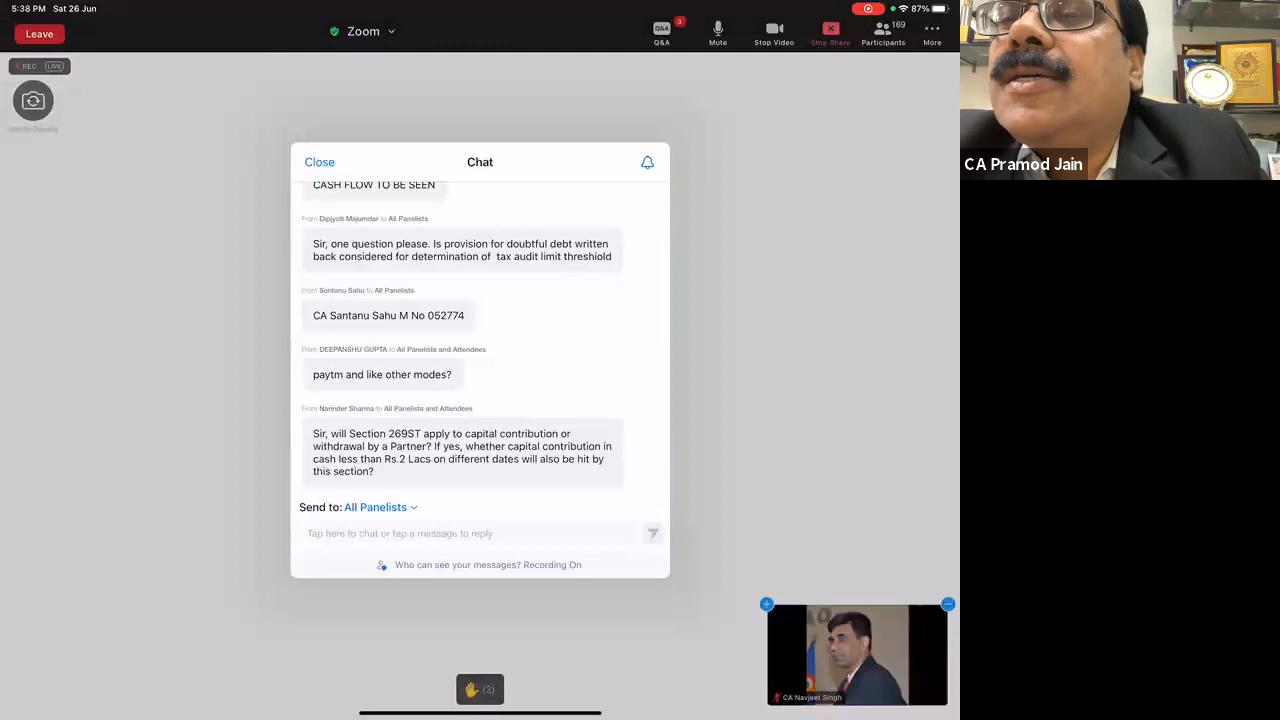 5:38 PM Sat 26 Jun
87%
Leave
Zoom
3
169
Q&A
Mute
Stop Video
Stop Share
Participants
More
REC LIVE
Close
Chat
CASH FLOW TO BE SEEN
From Dipjyoti Majumdar to All Panelists
Sir, one question please. Is provision for doubtful debt written
back considered for determination of tax audit limit threshold
From Santanu Sahu to All Panelists
CA Santanu Sahu M No 052774
From DEEPANSHU GUPTA to All Panelists and Attendees
paytm and like other modes?
From Narinder Sharma to All Panelists and Attendees
Sir, will Section 269ST apply to capital contribution or
withdrawal by a Partner? If yes, whether capital contribution in
cash less than Rs.2 Lacs on different dates will also be hit by
this section?
Send to: All Panelists
Tap here to chat or tap a message to reply
Who can see your messages? Recording On
(2)
CA Navjeet Singh
CA Pramod Jain